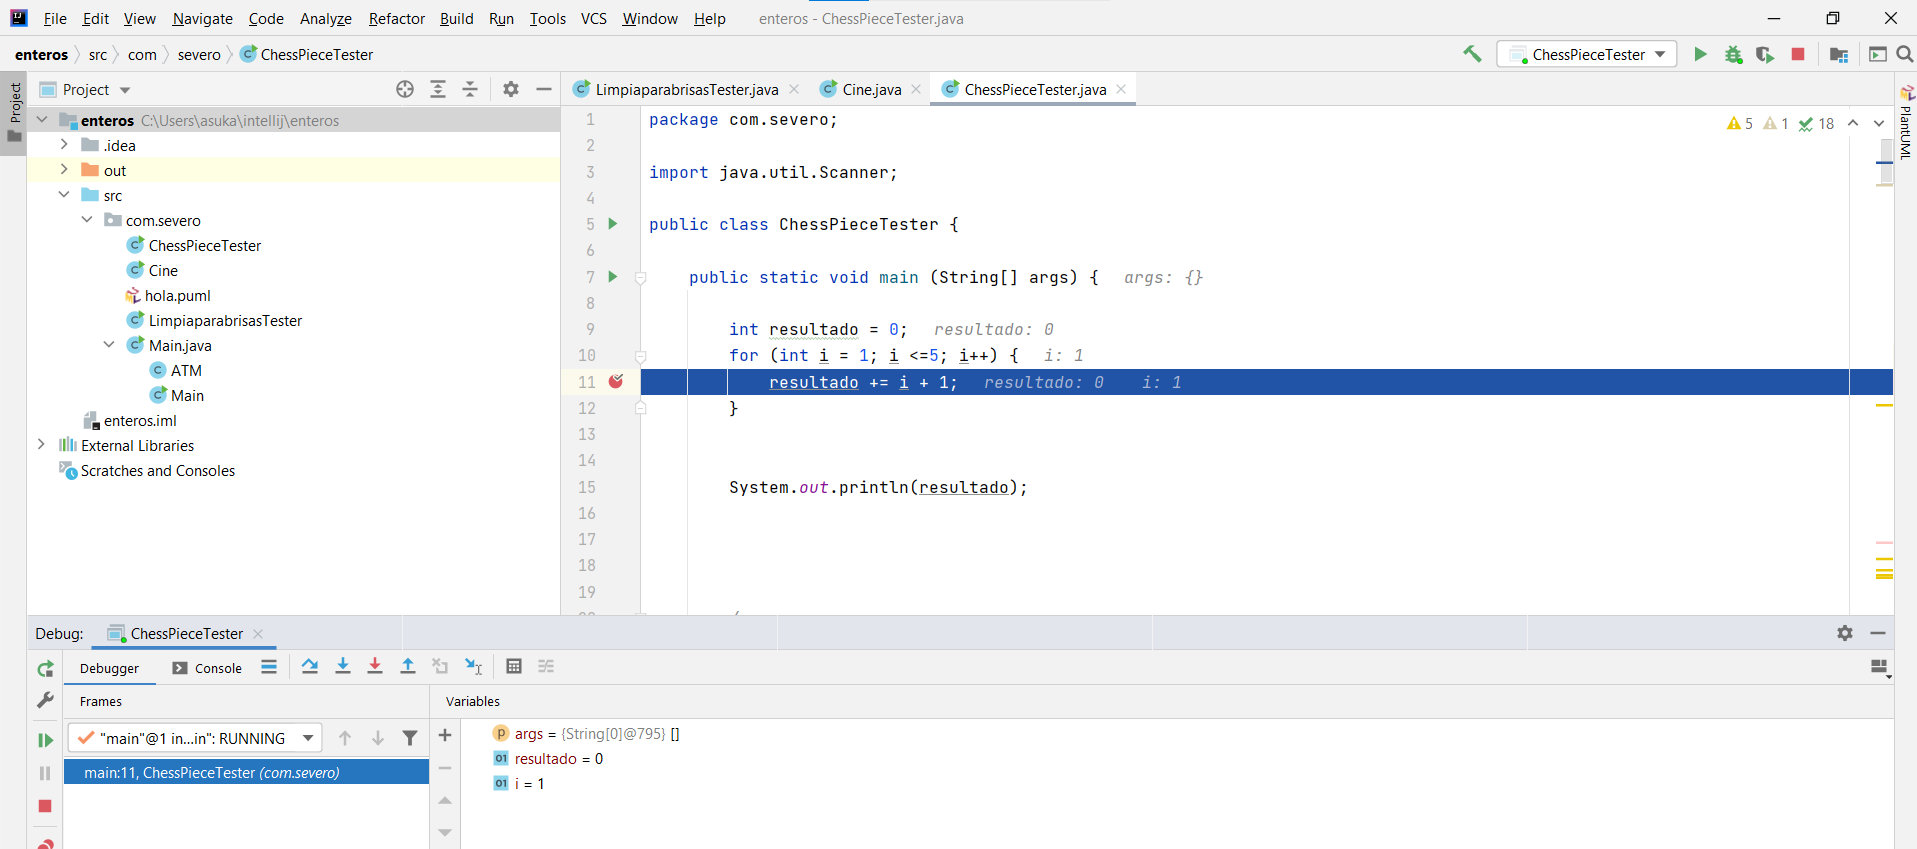 File Edit View Navigate Code Analyze Refactor Build Run Tools VCS Window Help enteros - ChessPieceTester.java
enteros src com severo ChessPieceTester ChessPieceTester
Project
Project
enteros C:\Users\asuka\intellij\enteros
.idea
out
src
com.severo
ChessPieceTester
Cine
hola.puml
LimpiaparabrisasTester
Main.java
ATM
Main
enteros.iml
External Libraries
Scratches and Consoles
LimpiaparabrisasTester.java Cine.java ChessPieceTester.java
5 1 18
1 package com.severo;
2
3 import java.util.Scanner;
4
5 public class ChessPieceTester {
6
7 public static void main (String[] args) { args: {}
8
9 int resultado = 0; resultado: 0
10 for (int i = 1; i <=5; i++) { i: 1
11 resultado += i + 1; resultado: 0 i: 1
12 }
13
14
15 System.out.println(resultado);
16
17
18
19
PlantUML
Debug: ChessPieceTester
Debugger Console
Frames
"main"@1 in...in": RUNNING
main:11, ChessPieceTester (com.severo)
Variables
args = {String[0]@795} []
resultado = 0
i = 1